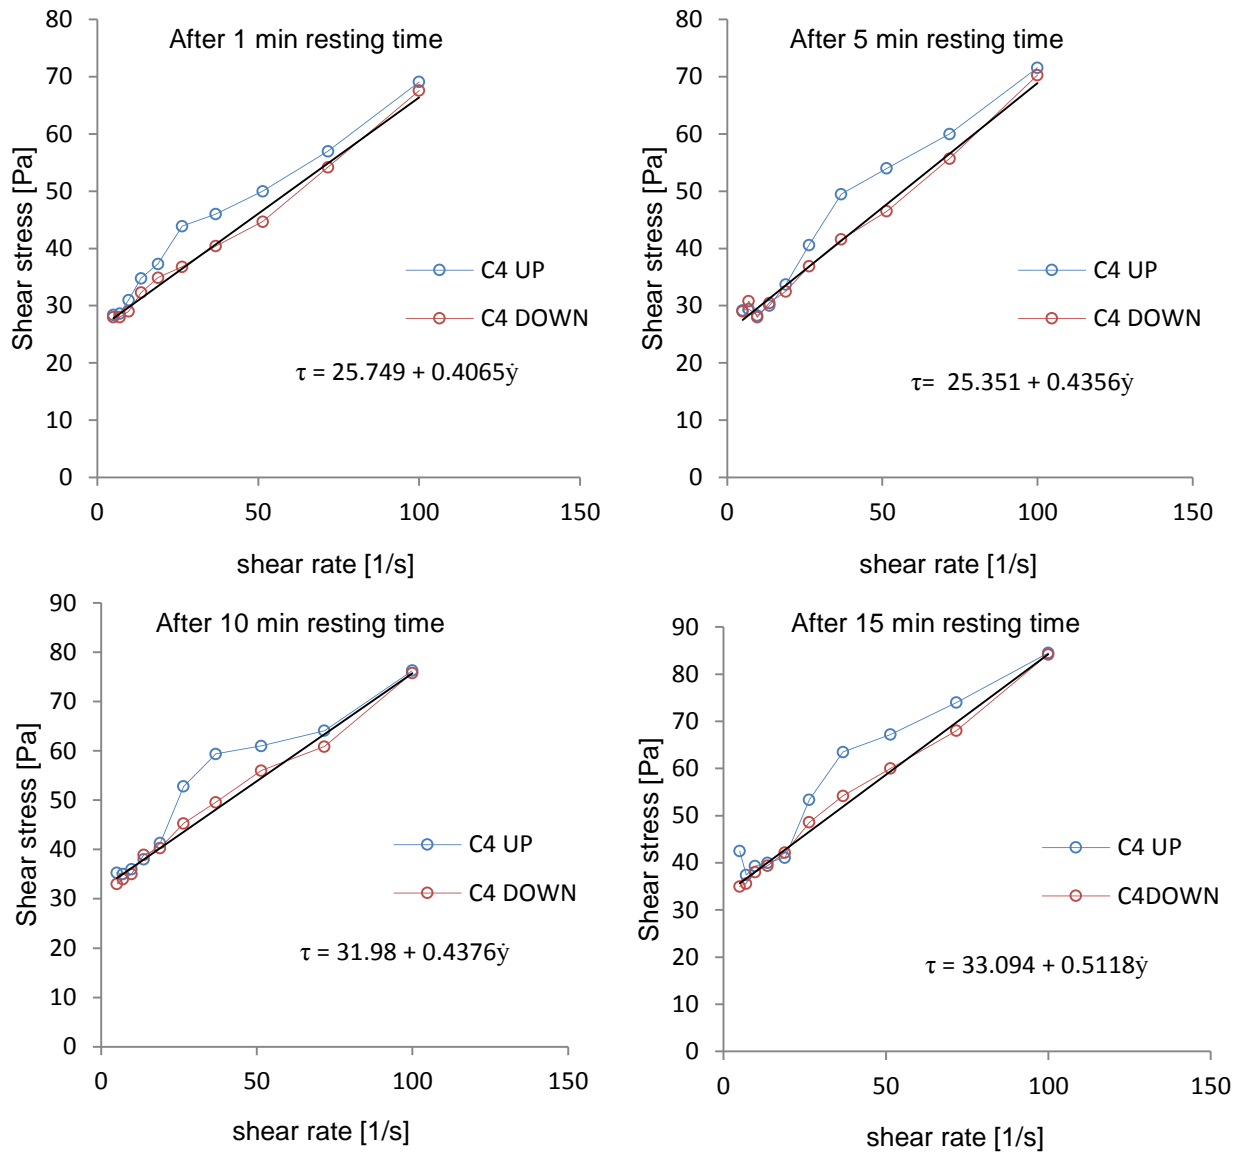 After 1 min resting time
80
70
60
50
40
30
20
10
0
Shear stress [Pa]
C4 UP
C4 DOWN
τ = 25.749 + 0.4065ẏ
0 50 100 150
shear rate [1/s]
After 5 min resting time
80
70
60
50
40
30
20
10
0
Shear stress [Pa]
C4 UP
C4 DOWN
τ= 25.351 + 0.4356ẏ
0 50 100 150
shear rate [1/s]
After 10 min resting time
90
80
70
60
50
40
30
20
10
0
Shear stress [Pa]
C4 UP
C4 DOWN
τ = 31.98 + 0.4376ẏ
0 50 100 150
shear rate [1/s]
After 15 min resting time
90
80
70
60
50
40
30
20
10
0
Shear stress [Pa]
C4 UP
C4DOWN
τ = 33.094 + 0.5118ẏ
0 50 100 150
shear rate [1/s]